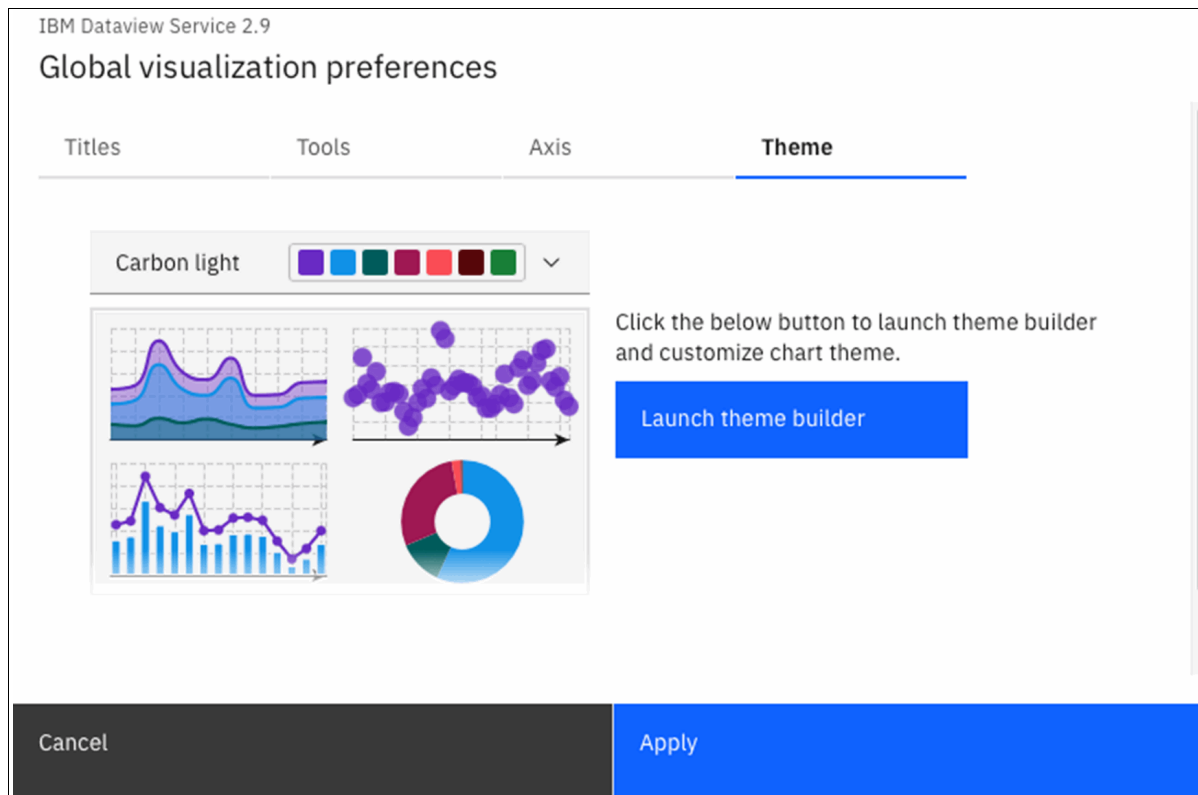 IBM Dataview Service 2.9
Global visualization preferences
Titles
Tools
Axis
Theme
Carbon light
Click the below button to launch theme builder
and customize chart theme.
Launch theme builder
Cancel
Apply